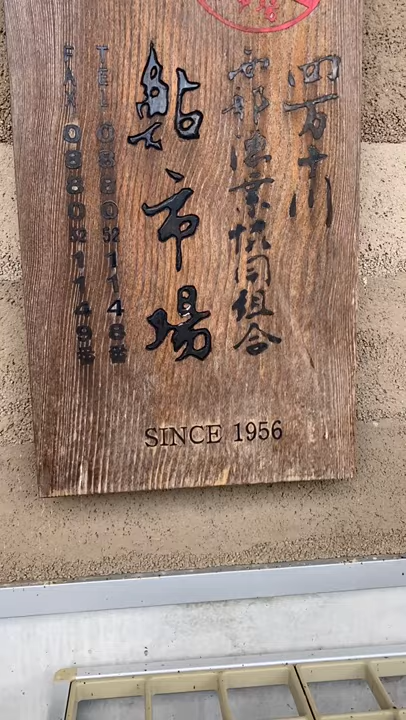 四万十川
西部漁業協同組合
鮎市場
TEL 0880 52 1148番
FAX 0880 52 1149番
SINCE 1956